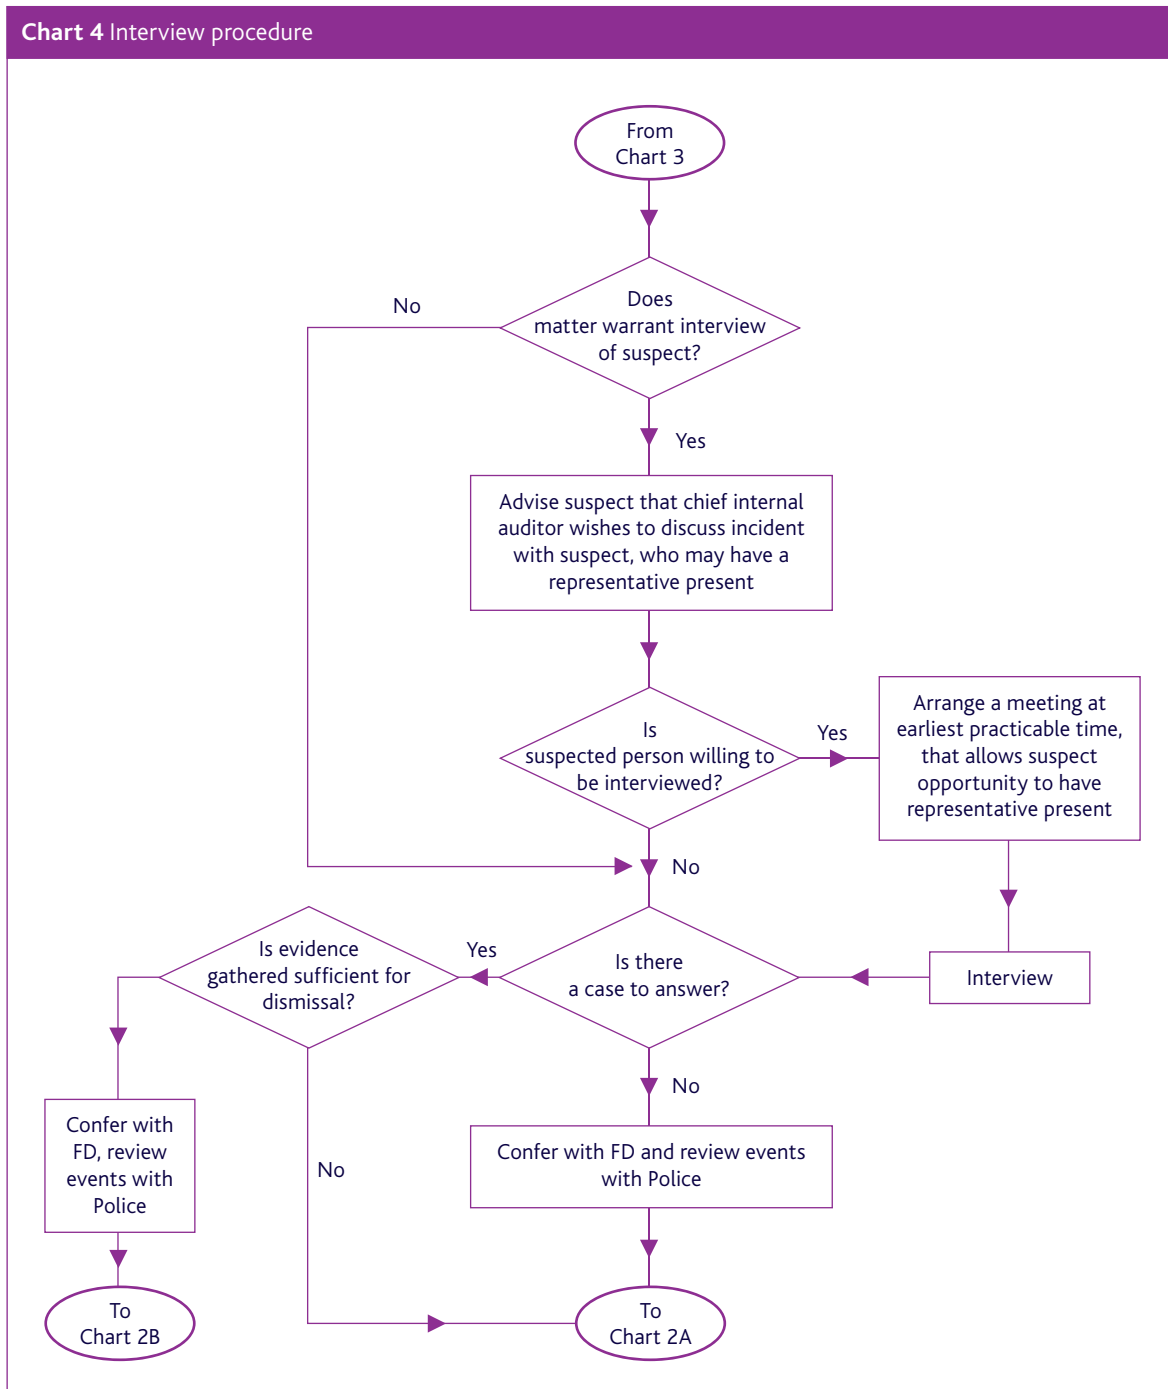 Chart 4 Interview procedure
From
Chart 3
Does
matter warrant interview
of suspect?
No
Yes
Advise suspect that chief internal
auditor wishes to discuss incident
with suspect, who may have a
representative present
Is
suspected person willing to
be interviewed?
Yes
Arrange a meeting at
earliest practicable time,
that allows suspect
opportunity to have
representative present
No
Interview
Is there
a case to answer?
Yes
Is evidence
gathered sufficient for
dismissal?
No
Confer with FD and review events
with Police
Confer with
FD, review
events with
Police
No
To
Chart 2B
To
Chart 2A